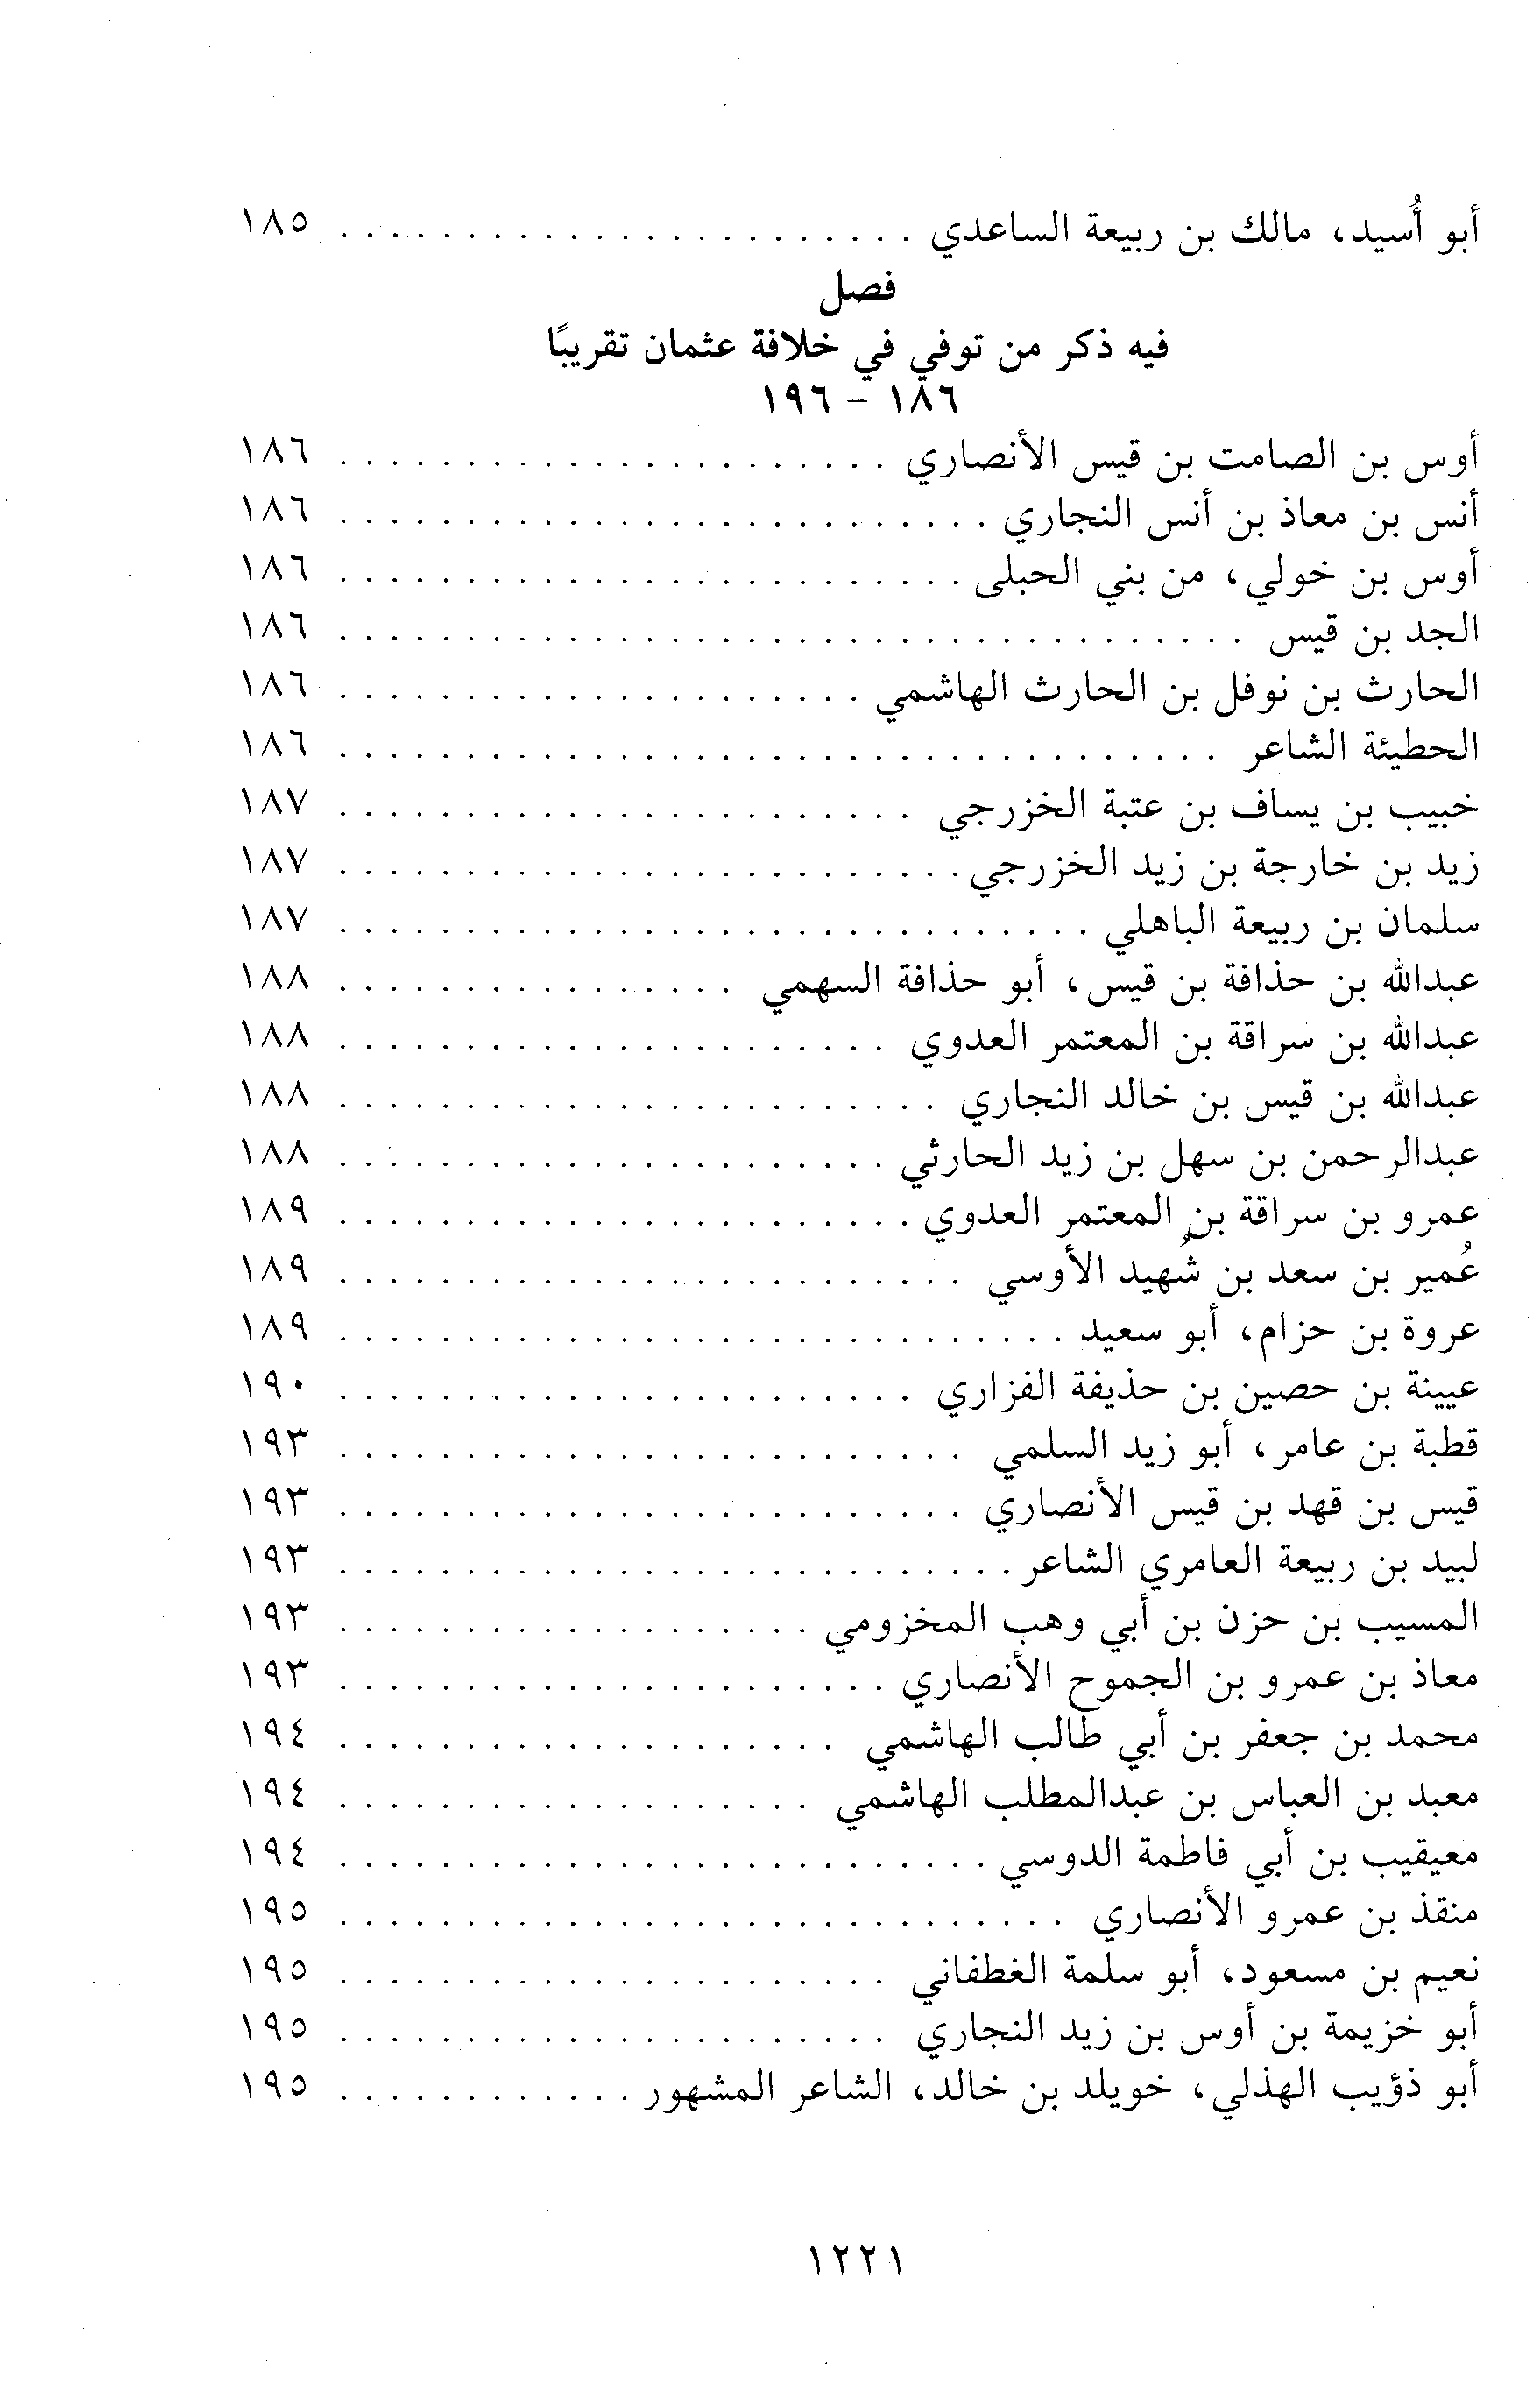 أبو أُسيد، مالك بن ربيعة الساعدي . . . . . . . . . . . . . . . . . . . . . . . ١٨٥
فصل
فيه ذكر من توفي في خلافة عثمان تقريبًا
١٨٦ - ١٩٦
أوس بن الصامت بن قيس الأنصاري . . . . . . . . . . . . . . . . . . . . . . ١٨٦
أنس بن معاذ بن أنس النجاري . . . . . . . . . . . . . . . . . . . . . . . . . . ١٨٦
أوس بن خولي، من بني الحبلى . . . . . . . . . . . . . . . . . . . . . . . . . ١٨٦
الجد بن قيس . . . . . . . . . . . . . . . . . . . . . . . . . . . . . . . . . . . . ١٨٦
الحارث بن نوفل بن الحارث الهاشمي . . . . . . . . . . . . . . . . . . . . . ١٨٦
الحطيئة الشاعر . . . . . . . . . . . . . . . . . . . . . . . . . . . . . . . . . . . ١٨٦
خبيب بن يساف بن عتبة الخزرجي . . . . . . . . . . . . . . . . . . . . . . . ١٨٧
زيد بن خارجة بن زيد الخزرجي . . . . . . . . . . . . . . . . . . . . . . . . . ١٨٧
سلمان بن ربيعة الباهلي . . . . . . . . . . . . . . . . . . . . . . . . . . . . . . ١٨٧
عبدالله بن حذافة بن قيس، أبو حذافة السهمي . . . . . . . . . . . . . . . . ١٨٨
عبدالله بن سراقة بن المعتمر العدوي . . . . . . . . . . . . . . . . . . . . . . ١٨٨
عبدالله بن قيس بن خالد النجاري . . . . . . . . . . . . . . . . . . . . . . . . ١٨٨
عبدالرحمن بن سهل بن زيد الحارثي . . . . . . . . . . . . . . . . . . . . . . ١٨٨
عمرو بن سراقة بن المعتمر العدوي . . . . . . . . . . . . . . . . . . . . . . . ١٨٩
عُمير بن سعد بن شُهيد الأوسي . . . . . . . . . . . . . . . . . . . . . . . . . ١٨٩
عروة بن حزام، أبو سعيد . . . . . . . . . . . . . . . . . . . . . . . . . . . . . ١٨٩
عيينة بن حصين بن حذيفة الفزاري . . . . . . . . . . . . . . . . . . . . . . . ١٩٠
قطبة بن عامر، أبو زيد السلمي . . . . . . . . . . . . . . . . . . . . . . . . . ١٩٣
قيس بن قهد بن قيس الأنصاري . . . . . . . . . . . . . . . . . . . . . . . . . ١٩٣
لبيد بن ربيعة العامري الشاعر . . . . . . . . . . . . . . . . . . . . . . . . . . . ١٩٣
المسيب بن حزن بن أبي وهب المخزومي . . . . . . . . . . . . . . . . . . . ١٩٣
معاذ بن عمرو بن الجموح الأنصاري . . . . . . . . . . . . . . . . . . . . . . ١٩٣
محمد بن جعفر بن أبي طالب الهاشمي . . . . . . . . . . . . . . . . . . . . ١٩٤
معبد بن العباس بن عبدالمطلب الهاشمي . . . . . . . . . . . . . . . . . . . ١٩٤
معيقيب بن أبي فاطمة الدوسي . . . . . . . . . . . . . . . . . . . . . . . . . . ١٩٤
منقذ بن عمرو الأنصاري . . . . . . . . . . . . . . . . . . . . . . . . . . . . . ١٩٥
نعيم بن مسعود، أبو سلمة الغطفاني . . . . . . . . . . . . . . . . . . . . . . ١٩٥
أبو خزيمة بن أوس بن زيد النجاري . . . . . . . . . . . . . . . . . . . . . . ١٩٥
أبو ذؤيب الهذلي، خويلد بن خالد، الشاعر المشهور . . . . . . . . . . . . ١٩٥
١٢٢١